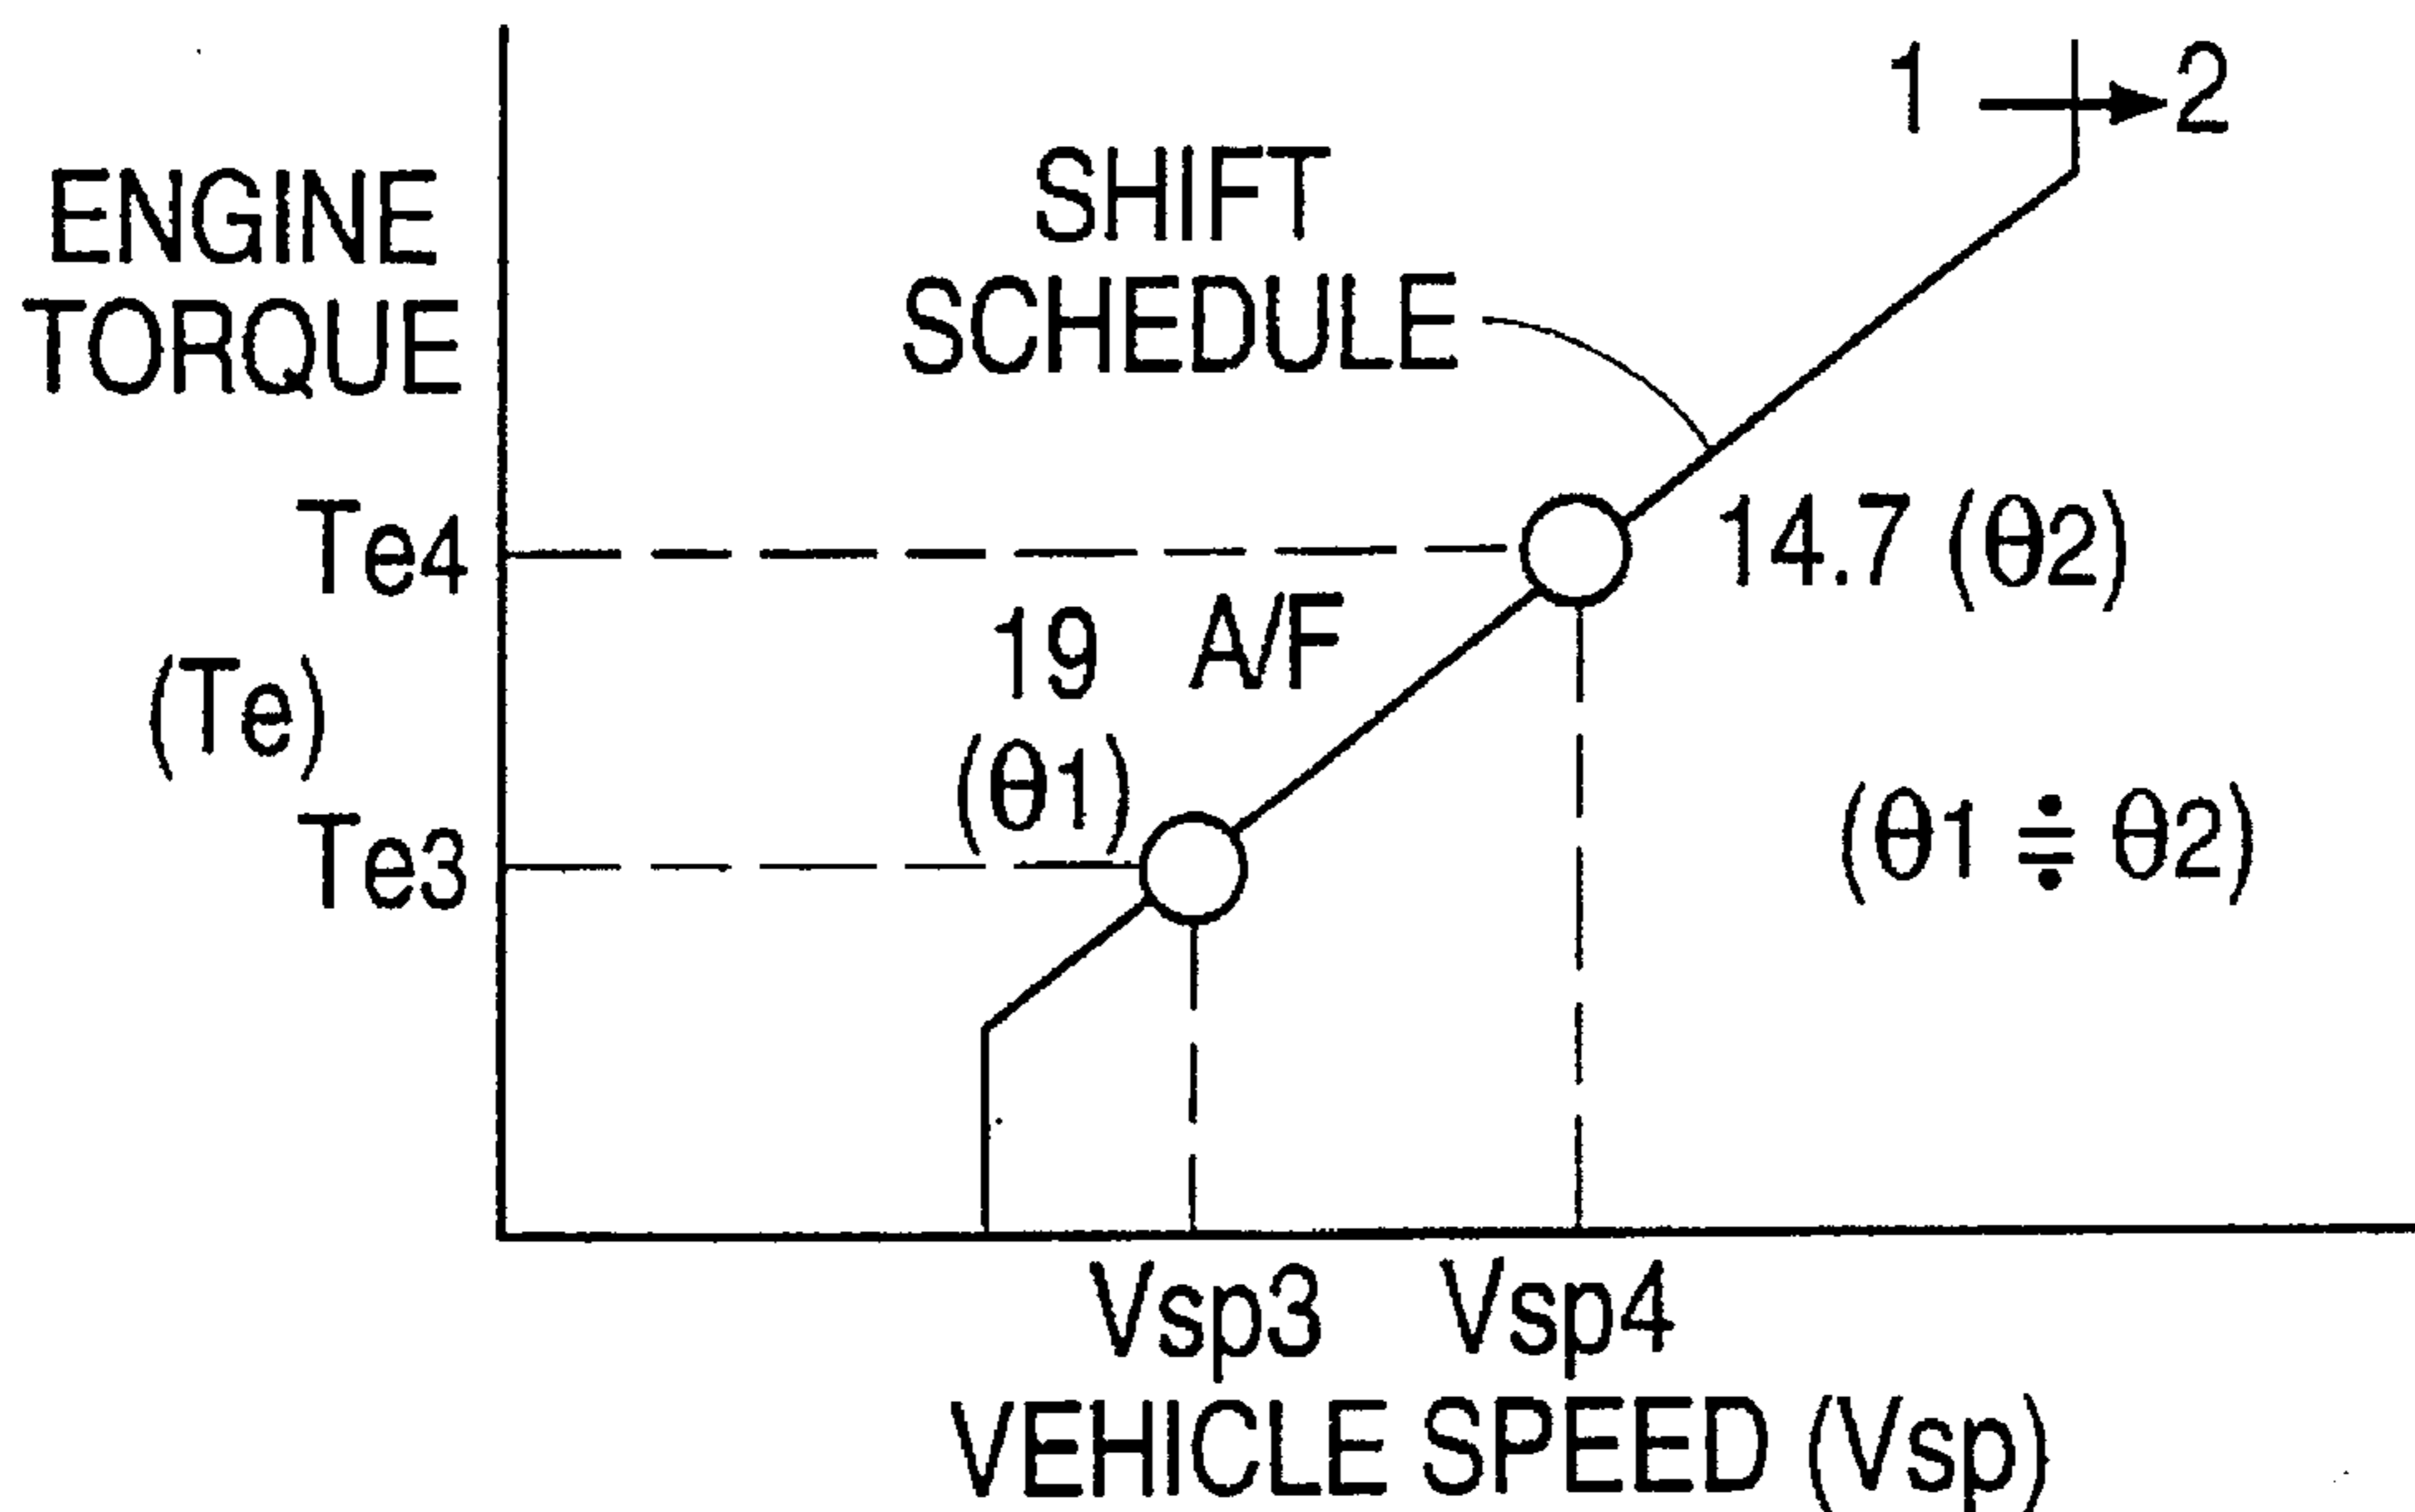 1 → 2
SHIFT
SCHEDULE
ENGINE
TORQUE
Te4
14.7 (θ2)
19 A/F
(θ1)
(Te)
Te3
(θ1 ≑ θ2)
Vsp3 Vsp4
VEHICLE SPEED (Vsp)